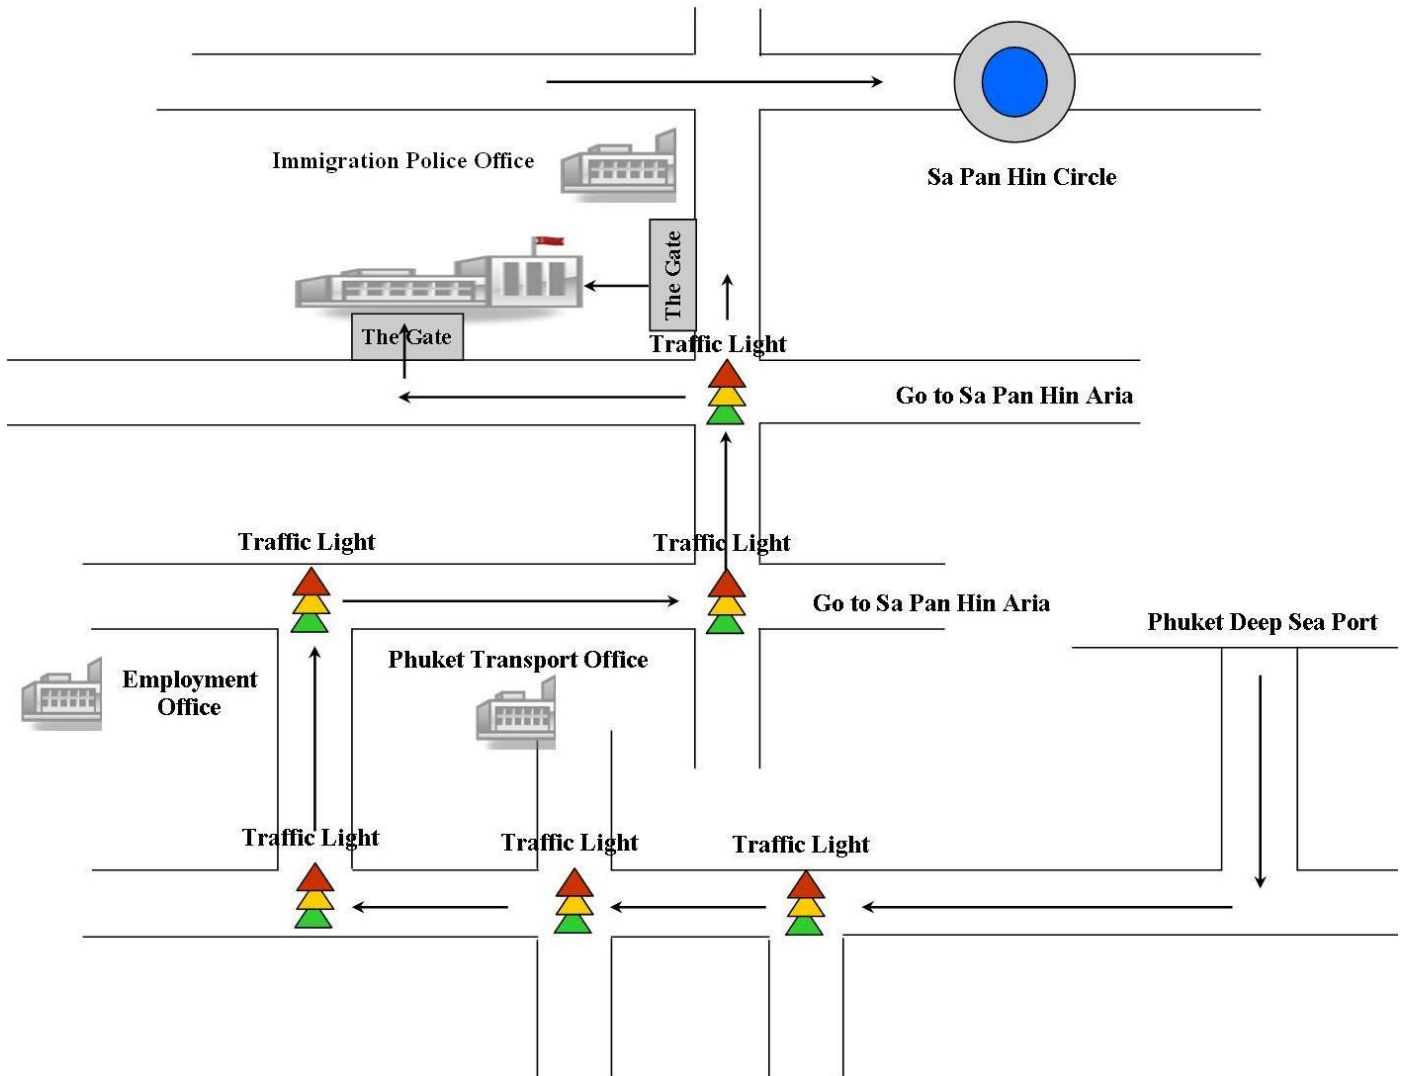 Immigration Police Office
Sa Pan Hin Circle
The Gate
The Gate
Traffic Light
Go to Sa Pan Hin Aria
Traffic Light
Traffic Light
Go to Sa Pan Hin Aria
Phuket Deep Sea Port
Phuket Transport Office
Employment
Office
Traffic Light
Traffic Light
Traffic Light